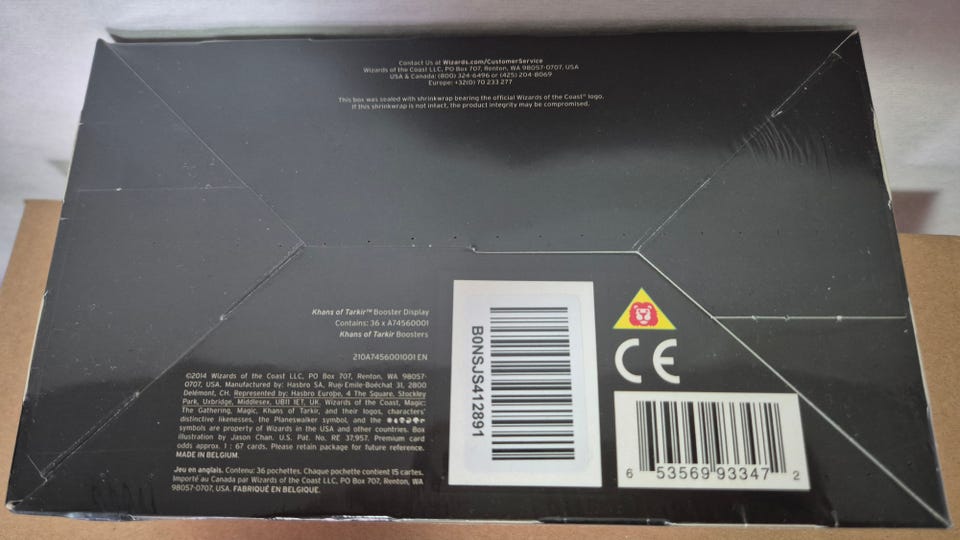 Contact Us at Wizards.com/CustomerService
Wizards of the Coast LLC, PO Box 707, Renton, WA 98057-0707, USA
USA & Canada: (800) 324-6496 or (425) 204-8069
Europe: +32(0) 70 233 277
This box was sealed with shrinkwrap bearing the official Wizards of the Coast™ logo.
If this shrinkwrap is not intact, the product integrity may be compromised.
Khans of Tarkir™ Booster Display
Contains: 36 x A74560001
Khans of Tarkir Boosters
210A7456001001 EN
©2014 Wizards of the Coast LLC, PO Box 707, Renton, WA 98057-
0707, USA. Manufactured by: Hasbro SA, Rue Emile-Boéchat 31, 2800
Delémont, CH. Represented by: Hasbro Europe, 4 The Square, Stockley
Park, Uxbridge, Middlesex, UB11 1ET, UK. Wizards of the Coast, Magic:
The Gathering, Magic, Khans of Tarkir, and their logos, characters'
distinctive likenesses, the Planeswalker symbol, and the
symbols are property of Wizards in the USA and other countries. Box
illustration by Jason Chan. U.S. Pat. No. RE 37,957. Premium card
odds approx. 1 : 67 cards. Please retain package for future reference.
MADE IN BELGIUM.
Jeu en anglais. Contenu: 36 pochettes. Chaque pochette contient 15 cartes.
Importé au Canada par Wizards of the Coast LLC, PO Box 707, Renton, WA
98057-0707, USA. FABRIQUÉ EN BELGIQUE.
B0NSJS412891
CE
6 53569 93347 2